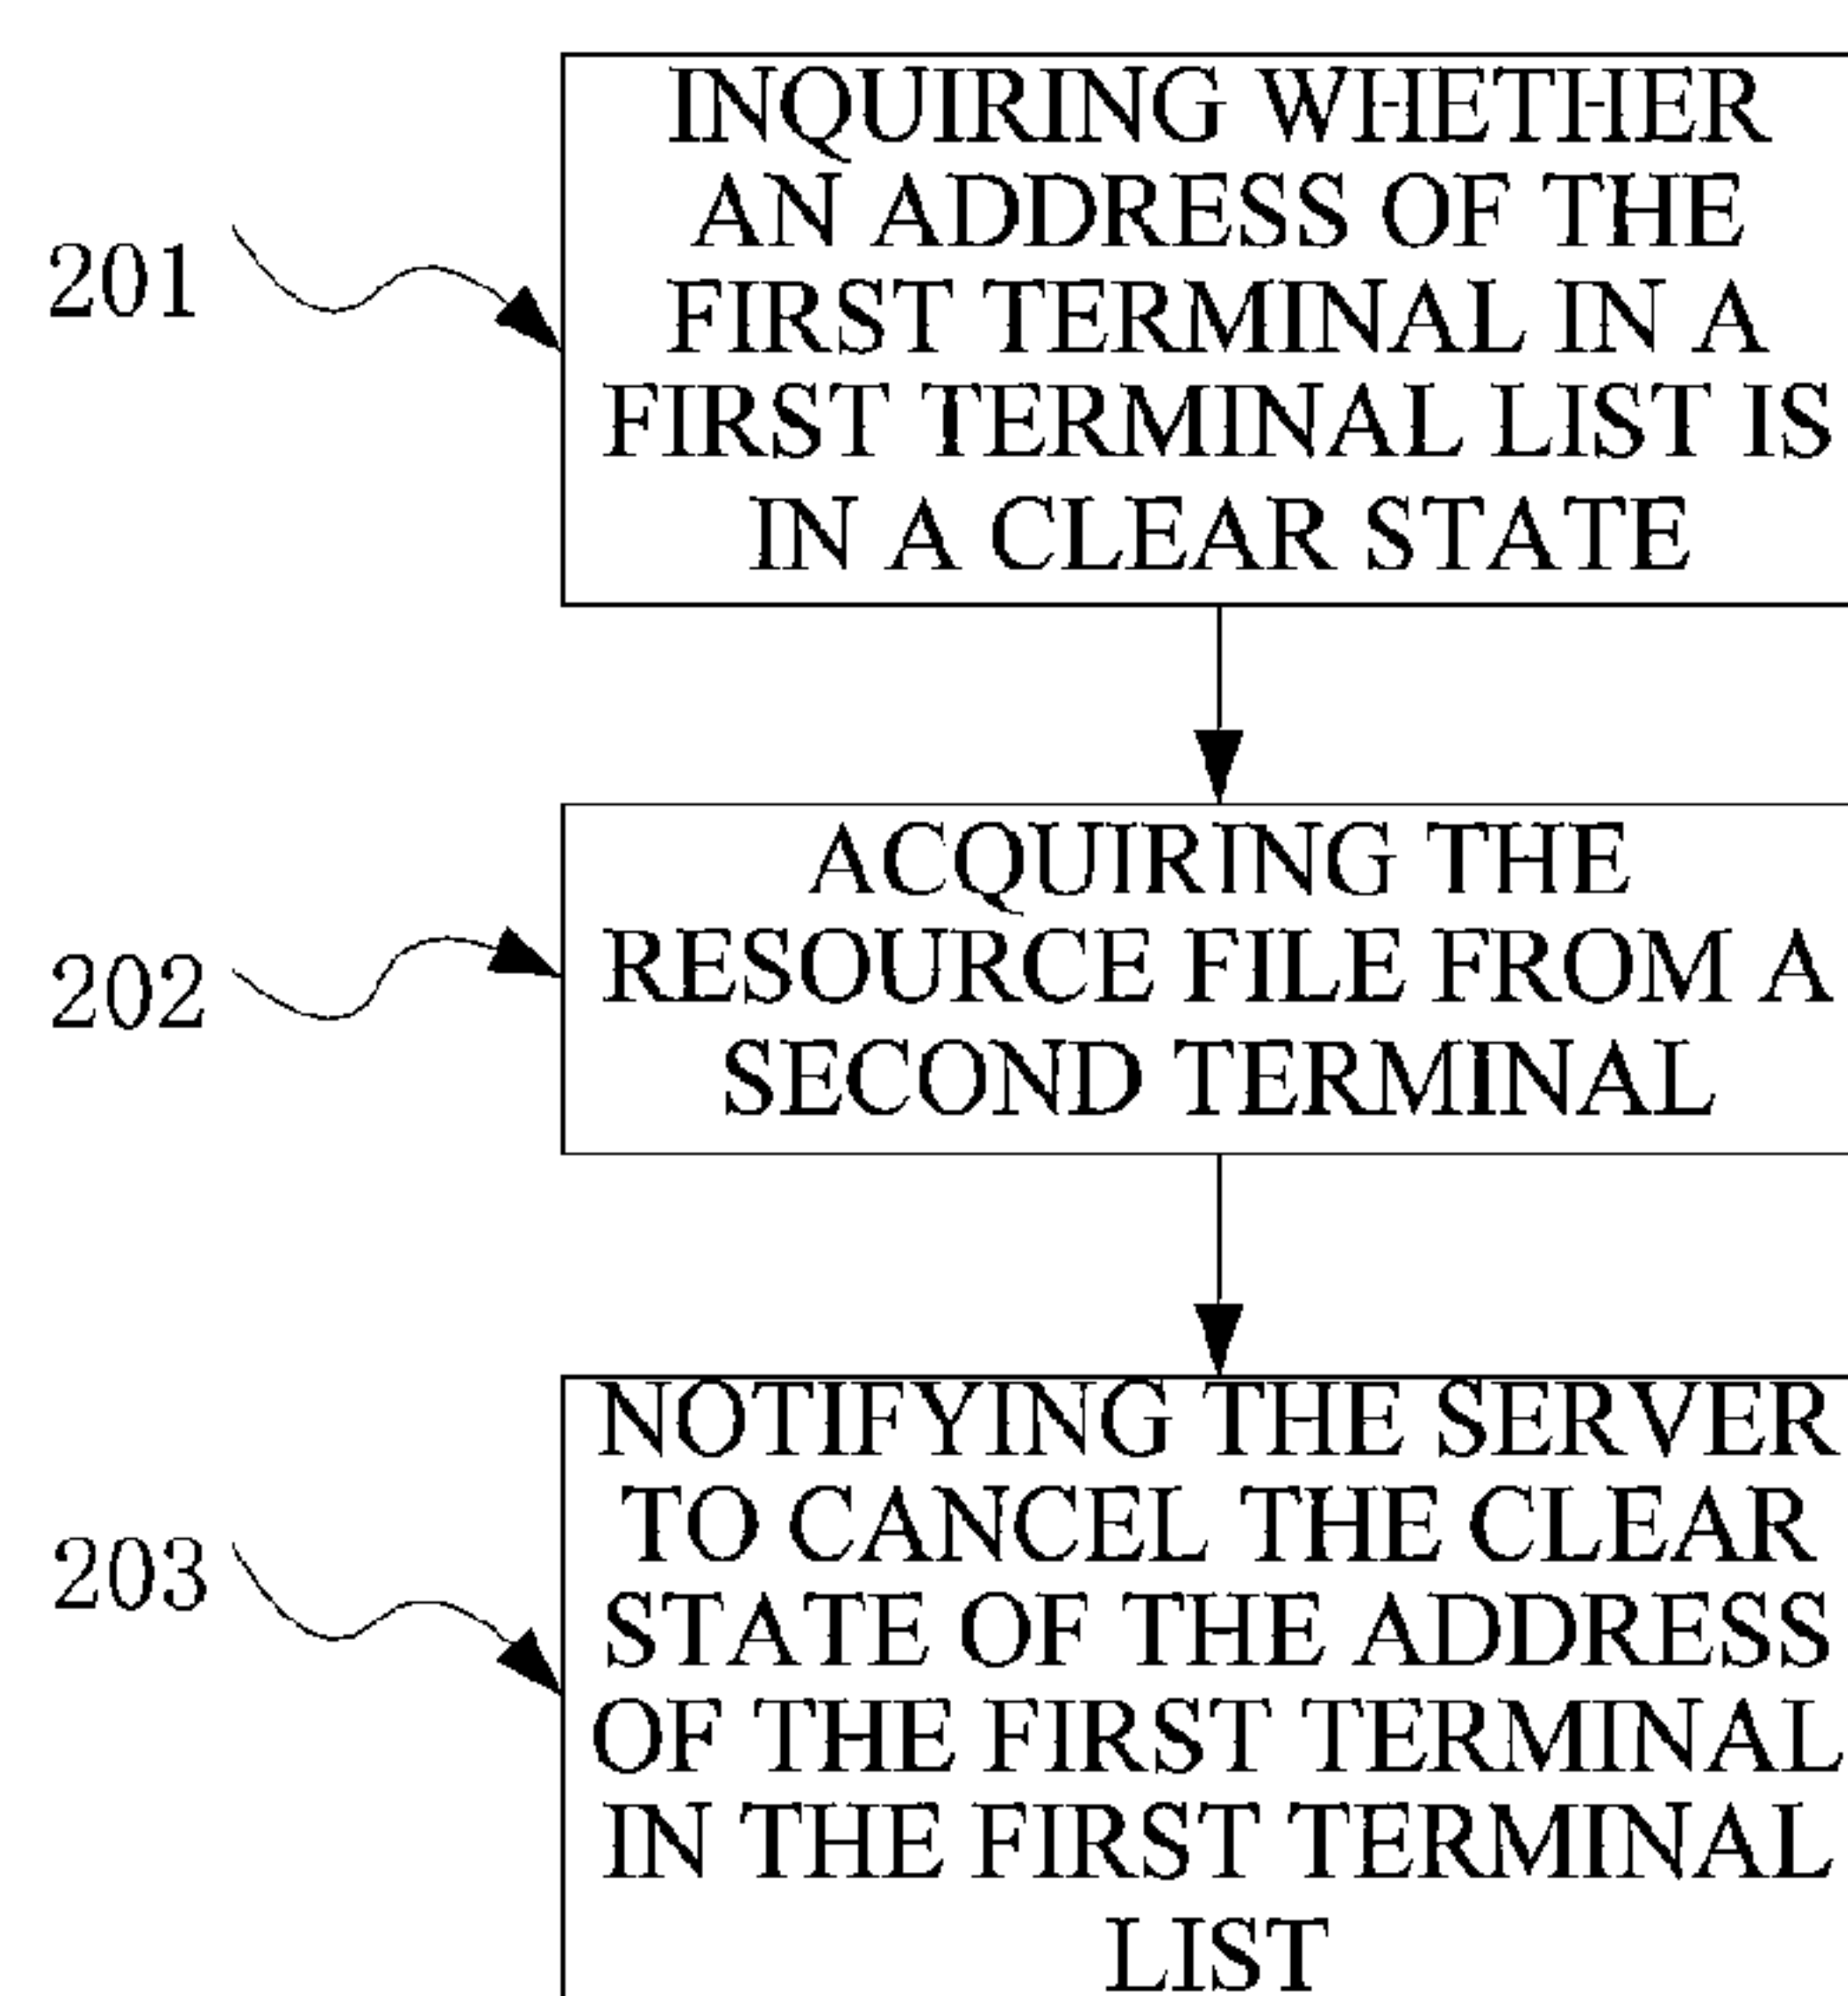 INQUIRING WHETHER
AN ADDRESS OF THE
FIRST TERMINAL IN A
FIRST TERMINAL LIST IS
IN A CLEAR STATE
201
ACQUIRING THE
RESOURCE FILE FROM A
SECOND TERMINAL
202
NOTIFYING THE SERVER
TO CANCEL THE CLEAR
STATE OF THE ADDRESS
OF THE FIRST TERMINAL
IN THE FIRST TERMINAL
LIST
203